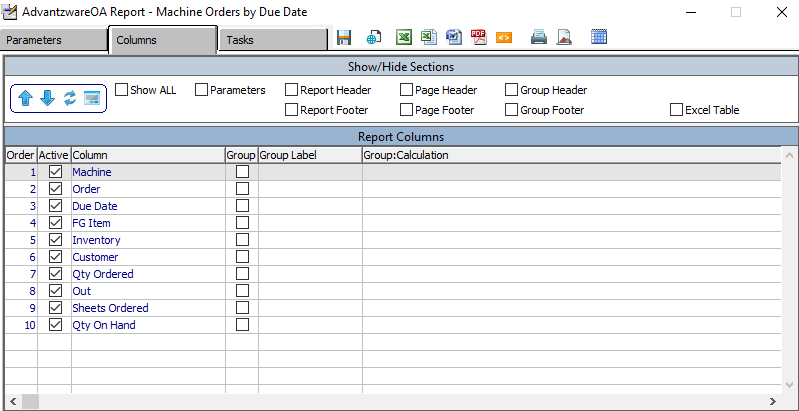 AdvantzwareOA Report - Machine Orders by Due Date
Parameters Columns Tasks
Show/Hide Sections
Show ALL Parameters Report Header Page Header Group Header
Report Footer Page Footer Group Footer Excel Table
Report Columns
Order Active Column Group Group Label Group:Calculation
1 Machine
2 Order
3 Due Date
4 FG Item
5 Inventory
6 Customer
7 Qty Ordered
8 Out
9 Sheets Ordered
10 Qty On Hand